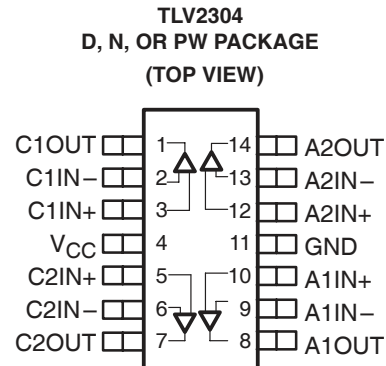 TLV2304
D, N, OR PW PACKAGE
(TOP VIEW)
C1OUT 1 14 A2OUT
C1IN− 2 13 A2IN−
C1IN+ 3 12 A2IN+
VCC 4 11 GND
C2IN+ 5 10 A1IN+
C2IN− 6 9 A1IN−
C2OUT 7 8 A1OUT